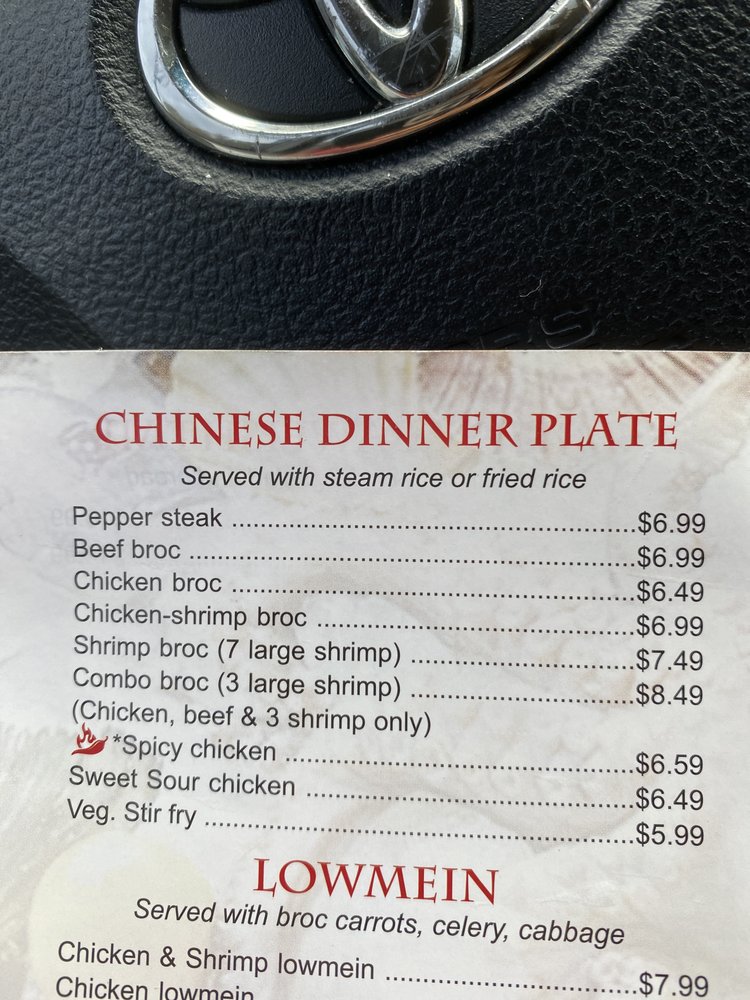 CHINESE DINNER PLATE
Served with steam rice or fried rice
Pepper steak ........................................................$6.99
Beef broc ..............................................................$6.99
Chicken broc ........................................................$6.49
Chicken-shrimp broc ............................................$6.99
Shrimp broc (7 large shrimp) ...............................$7.49
Combo broc (3 large shrimp) ...............................$8.49
(Chicken, beef & 3 shrimp only)
*Spicy chicken ................................................$6.59
Sweet Sour chicken .............................................$6.49
Veg. Stir fry ...........................................................$5.99
LOWMEIN
Served with broc carrots, celery, cabbage
Chicken & Shrimp lowmein ..................................$7.99
Chicken lowmein